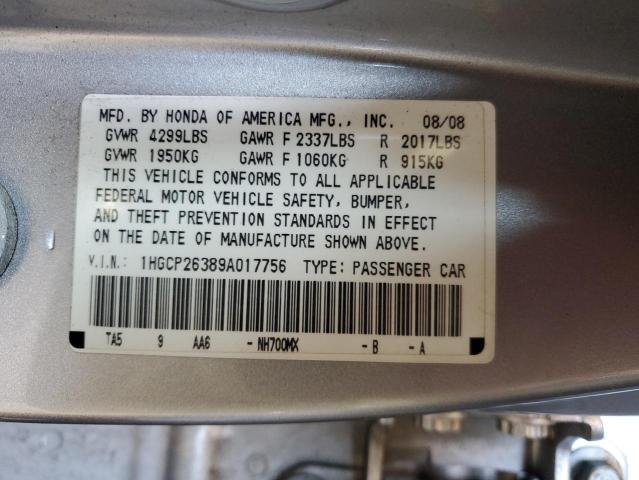 MFD. BY HONDA OF AMERICA MFG., INC. 08/08
GVWR 4299LBS GAWR F 2337LBS R 2017LBS
GVWR 1950KG GAWR F 1060KG R 915KG
THIS VEHICLE CONFORMS TO ALL APPLICABLE
FEDERAL MOTOR VEHICLE SAFETY, BUMPER,
AND THEFT PREVENTION STANDARDS IN EFFECT
ON THE DATE OF MANUFACTURE SHOWN ABOVE.
V.I.N.: 1HGCP26389A017756 TYPE: PASSENGER CAR
TA5 9 AA6 -NH700MX -B -A